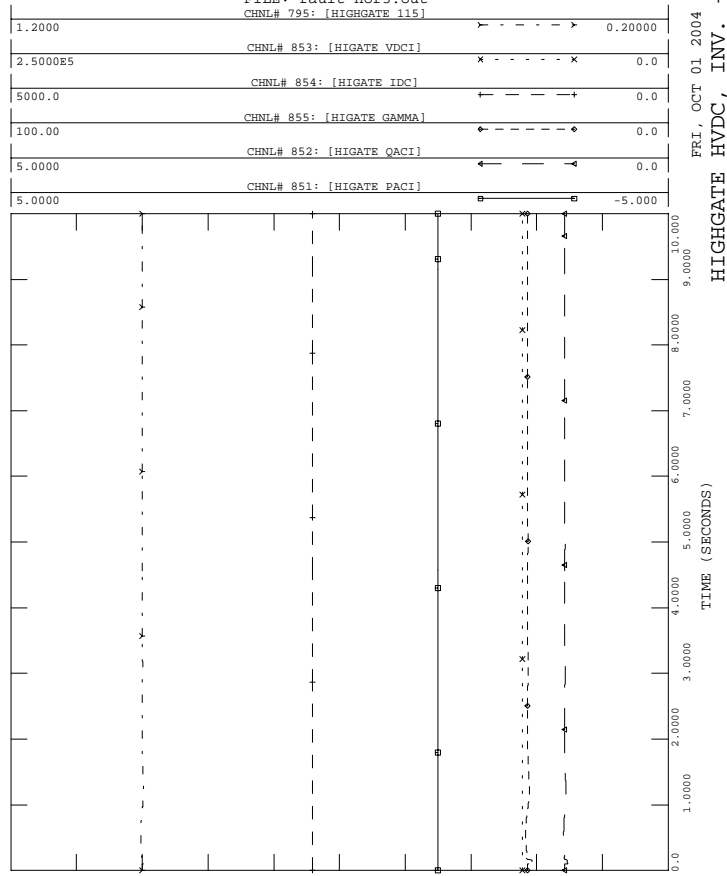 FILE: fault nors.out
CHNL# 795: [HIGHGATE 115]
1.2000 0.20000
CHNL# 853: [HIGATE VDCI]
2.5000E5 0.0
CHNL# 854: [HIGATE IDC]
5000.0 0.0
CHNL# 855: [HIGATE GAMMA]
100.00 0.0
CHNL# 852: [HIGATE QACI]
5.0000 0.0
CHNL# 851: [HIGATE PACI]
5.0000 -5.000
10.000
9.0000
8.0000
7.0000
6.0000
5.0000
4.0000
3.0000
2.0000
1.0000
0.0
TIME (SECONDS)
FRI, OCT 01 2004
HIGHGATE HVDC, INV.